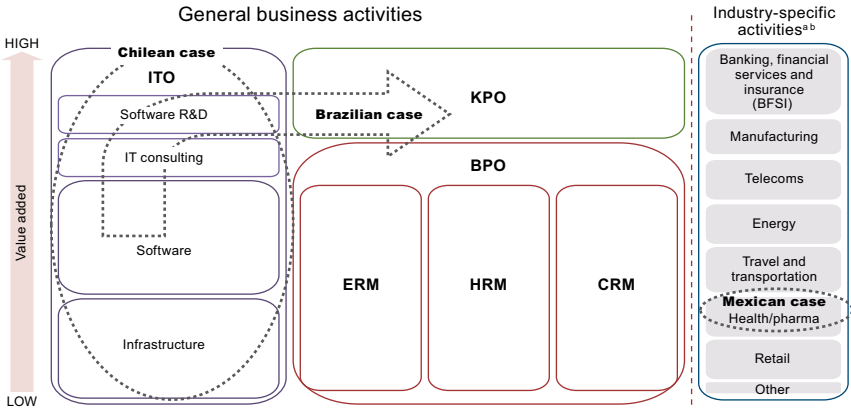 General business activities
Industry-specific
activitiesᵃ ᵇ
HIGH
Value added
LOW
Chilean case
ITO
Software R&D
IT consulting
Software
Infrastructure
Brazilian case
KPO
BPO
ERM
HRM
CRM
Banking, financial
services and
insurance
(BFSI)
Manufacturing
Telecoms
Energy
Travel and
transportation
Mexican case
Health/pharma
Retail
Other